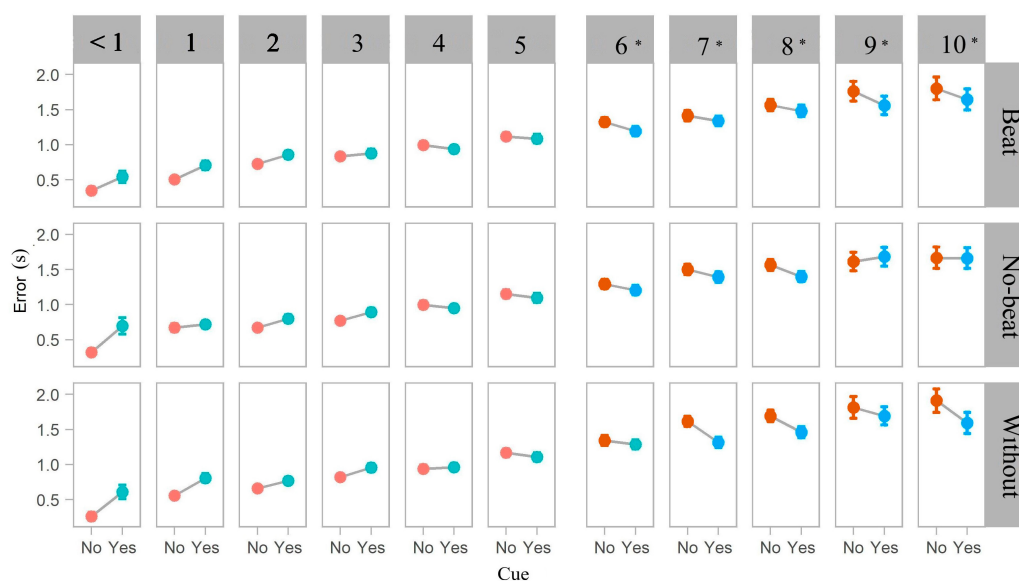 < 1 1 2 3 4 5 6 * 7 * 8 * 9 * 10 *
2.0
1.5
1.0
0.5
Beat
2.0
1.5
1.0
0.5
No-beat
Error (s)
2.0
1.5
1.0
0.5
Without
No Yes No Yes No Yes No Yes No Yes No Yes No Yes No Yes No Yes No Yes No Yes
Cue